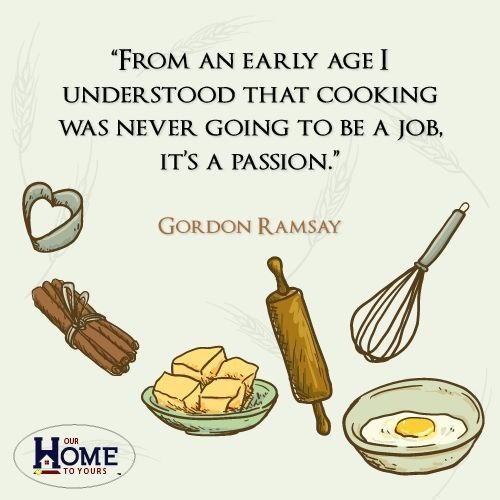 “From an early age I
understood that cooking
was never going to be a job,
it’s a passion.”
Gordon Ramsay
OUR
HOME
TO YOURS